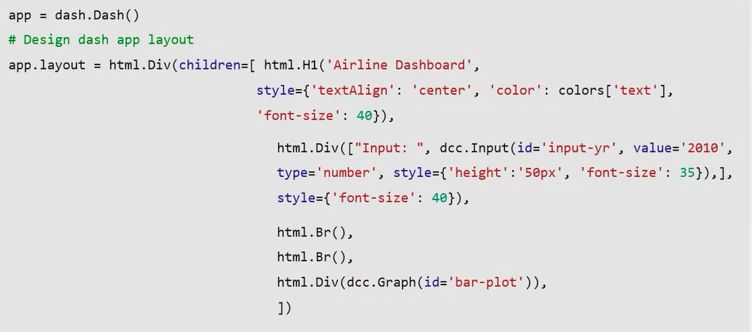 app = dash.Dash()
# Design dash app layout
app.layout = html.Div(children=[ html.H1('Airline Dashboard',
style={'textAlign': 'center', 'color': colors['text'],
'font-size': 40}),
html.Div(["Input: ", dcc.Input(id='input-yr', value='2010',
type='number', style={'height':'50px', 'font-size': 35}),],
style={'font-size': 40}),
html.Br(),
html.Br(),
html.Div(dcc.Graph(id='bar-plot')),
])